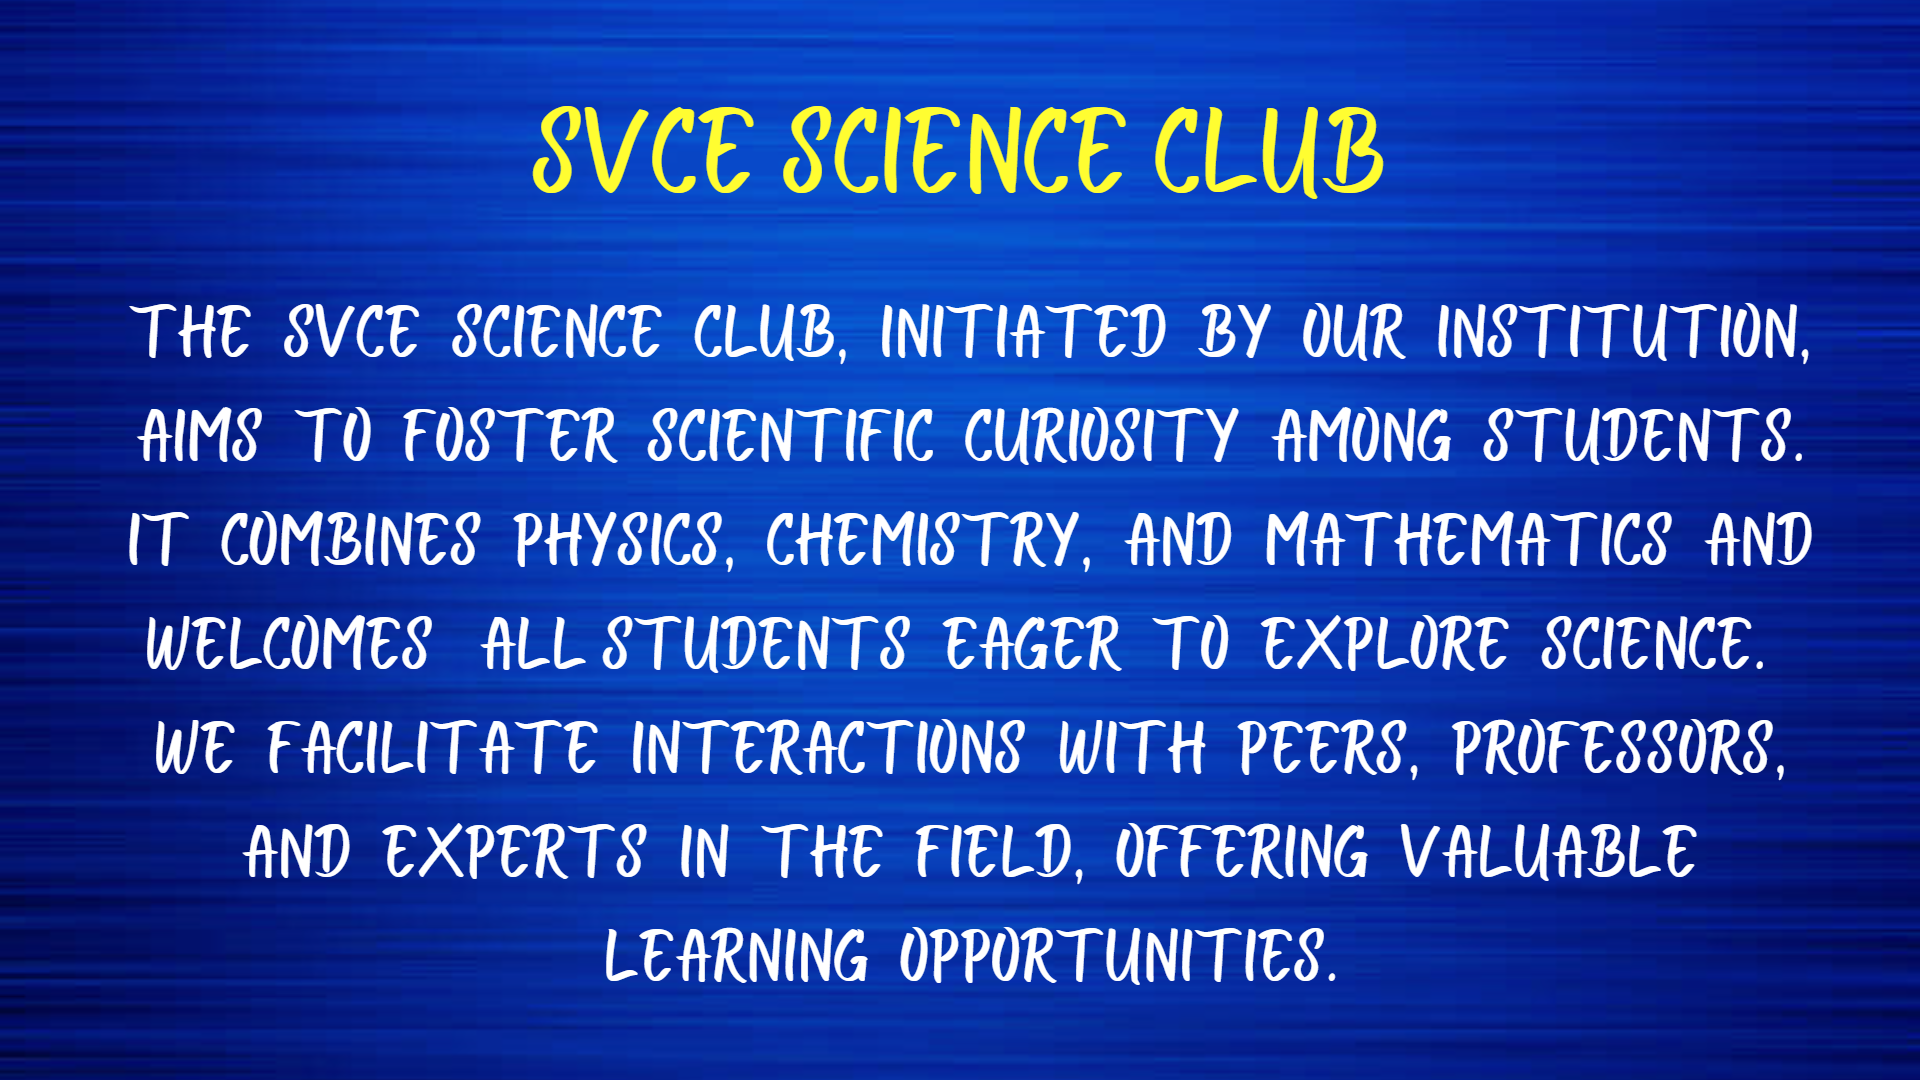 SVCE SCIENCE CLUB
THE SVCE SCIENCE CLUB, INITIATED BY OUR INSTITUTION,
AIMS TO FOSTER SCIENTIFIC CURIOSITY AMONG STUDENTS.
IT COMBINES PHYSICS, CHEMISTRY, AND MATHEMATICS AND
WELCOMES ALL STUDENTS EAGER TO EXPLORE SCIENCE.
WE FACILITATE INTERACTIONS WITH PEERS, PROFESSORS,
AND EXPERTS IN THE FIELD, OFFERING VALUABLE
LEARNING OPPORTUNITIES.